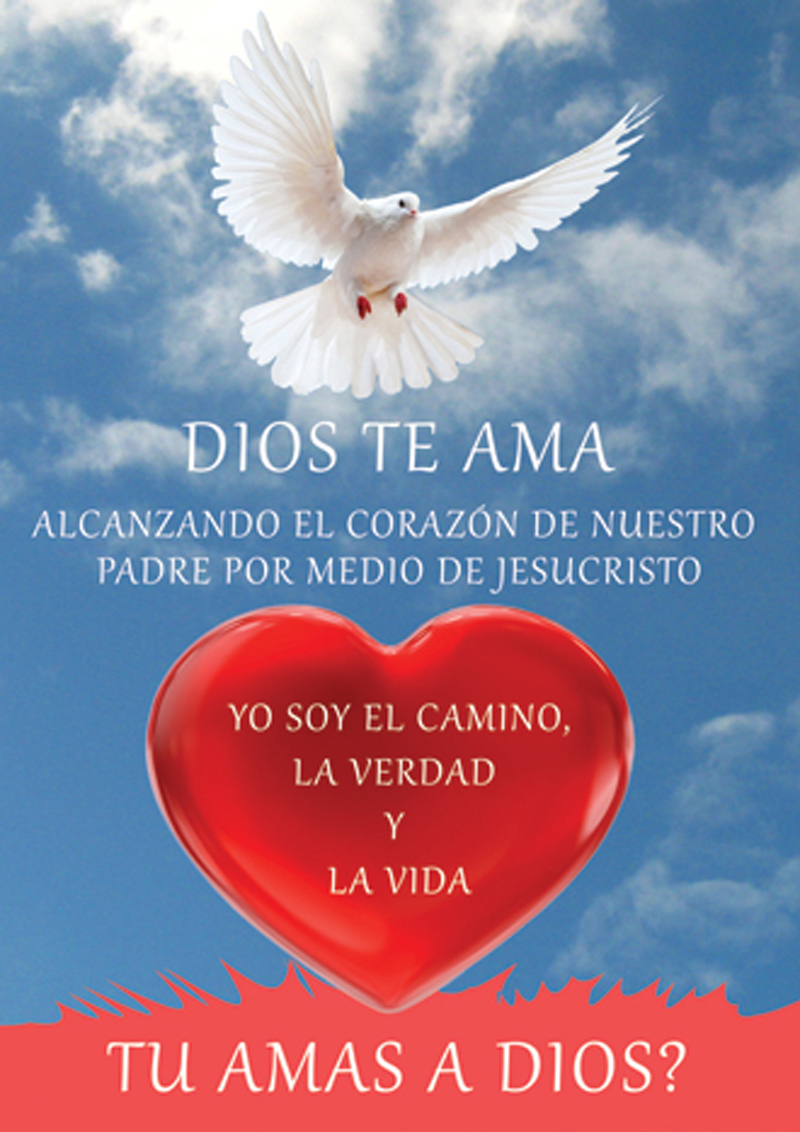 DIOS TE AMA
ALCANZANDO EL CORAZÓN DE NUESTRO
PADRE POR MEDIO DE JESUCRISTO
YO SOY EL CAMINO,
LA VERDAD
Y
LA VIDA
TU AMAS A DIOS?